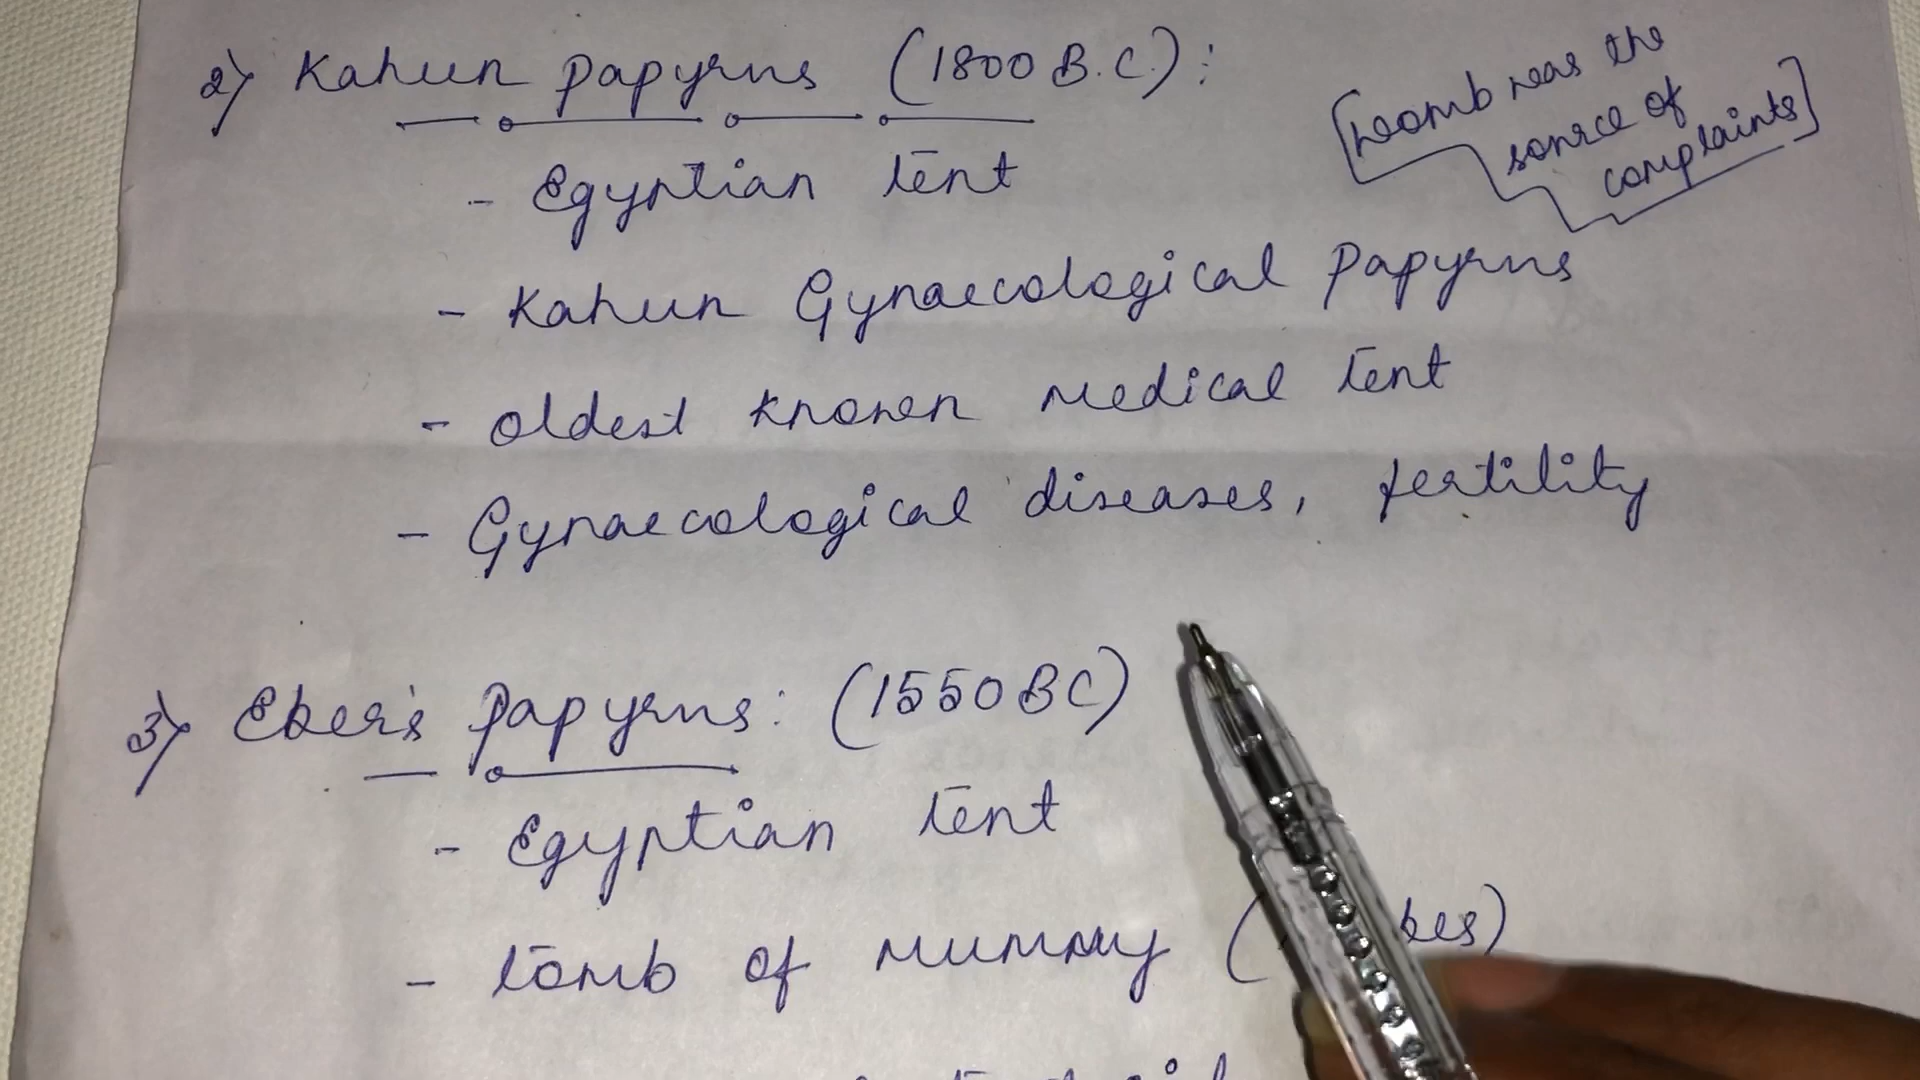 2) Kahun Papyrus (1800 B.C.):
[Womb was the
source of
complaints]
- Egyptian text
- Kahun Gynaecological Papyrus
- Oldest known medical text
- Gynaecological diseases, fertility
3) Eber's Papyrus: (1550 BC)
- Egyptian text
- tomb of mummy (